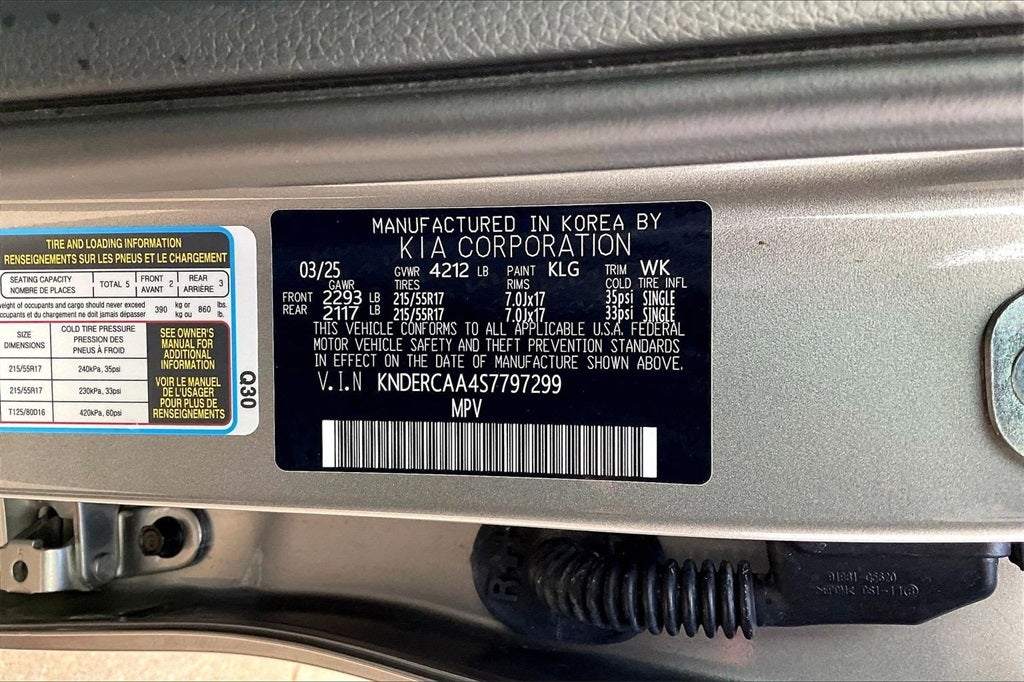 TIRE AND LOADING INFORMATION
RENSEIGNEMENTS SUR LES PNEUS ET LE CHARGEMENT
SEATING CAPACITY
NOMBRE DE PLACES
TOTAL 5
FRONT
AVANT 2
REAR
ARRIÈRE 3
weight of occupants and cargo should never exceed
occupants et du chargement ne doit jamais dépasser
390 kg or
kg ou
860 lbs.
lb.
SIZE
DIMENSIONS
COLD TIRE PRESSURE
PRESSION DES
PNEUS À FROID
215/55R17 240kPa, 35psi
215/55R17 230kPa, 33psi
T125/80D16 420kPa, 60psi
SEE OWNER'S
MANUAL FOR
ADDITIONAL
INFORMATION
VOIR LE MANUEL
DE L'USAGER
POUR PLUS DE
RENSEIGNEMENTS
Q30
MANUFACTURED IN KOREA BY
KIA CORPORATION
03/25 GVWR 4212 LB PAINT KLG TRIM WK
GAWR TIRES RIMS COLD TIRE INFL
FRONT 2293 LB 215/55R17 7.0Jx17 35psi SINGLE
REAR 2117 LB 215/55R17 7.0Jx17 33psi SINGLE
THIS VEHICLE CONFORMS TO ALL APPLICABLE U.S.A. FEDERAL
MOTOR VEHICLE SAFETY AND THEFT PREVENTION STANDARDS
IN EFFECT ON THE DATE OF MANUFACTURE SHOWN ABOVE.
V.I.N KNDERCAA4S7797299
MPV